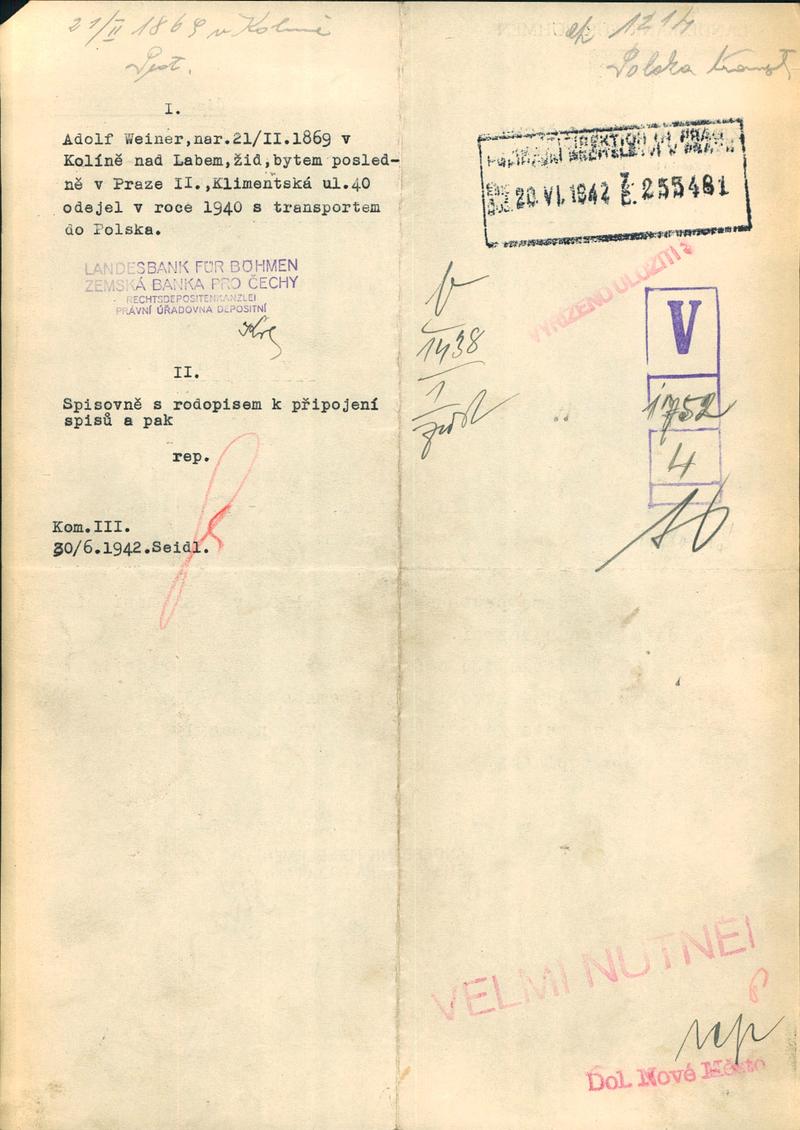 21/II 1869 v Kolíně
I.
Adolf Weiner,nar.21/II.1869 v
Kolíně nad Labem,žid,bytem posled-
ně v Praze II.,Klimentská ul.40
odejel v roce 1940 s transportem
do Polska.
LANDESBANK FÜR BÖHMEN
ZEMSKÁ BANKA PRO ČECHY
RECHTSDEPOSITENKANZLEI
PRÁVNÍ ÚŘADOVNA DEPOSITNÍ
II.
Spisovně s rodopisem k připojení
spisů a pak
rep.
Kom.III.
30/6.1942.Seidl.
1214
Polska
20.VI.1942 255481
VYŘÍZENO ULOŽITI
1438
1
V
1752
4
VELMI NUTNÉ!
rep
Dol. Nové Město